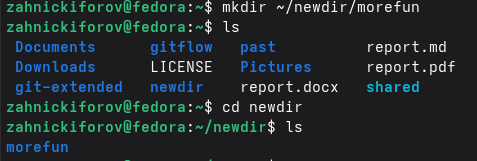 zahnickiforov@fedora:~$ mkdir ~/newdir/morefun
zahnickiforov@fedora:~$ ls
Documents gitflow past report.md
Downloads LICENSE Pictures report.pdf
git-extended newdir report.docx shared
zahnickiforov@fedora:~$ cd newdir
zahnickiforov@fedora:~/newdir$ ls
morefun